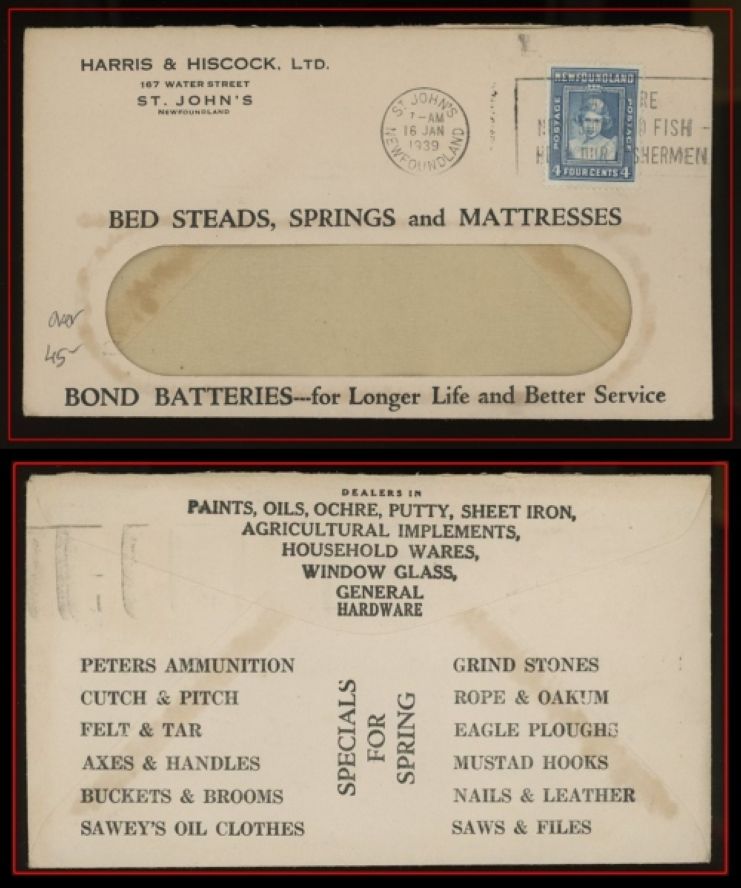 HARRIS & HISCOCK, LTD.
167 WATER STREET
ST. JOHN'S
NEWFOUNDLAND
ST. JOHN'S
7-AM
16 JAN
1939
NEWFOUNDLAND
NEWFOUNDLAND
POSTAGE
POSTAGE
4 FOUR CENTS 4
RE
FISH -
OUR FISHERMEN
BED STEADS, SPRINGS and MATTRESSES
over
45-
BOND BATTERIES---for Longer Life and Better Service
DEALERS IN
PAINTS, OILS, OCHRE, PUTTY, SHEET IRON,
AGRICULTURAL IMPLEMENTS,
HOUSEHOLD WARES,
WINDOW GLASS,
GENERAL
HARDWARE
SPECIALS
FOR
SPRING
PETERS AMMUNITION
CUTCH & PITCH
FELT & TAR
AXES & HANDLES
BUCKETS & BROOMS
SAWEY'S OIL CLOTHES
GRIND STONES
ROPE & OAKUM
EAGLE PLOUGHS
MUSTAD HOOKS
NAILS & LEATHER
SAWS & FILES